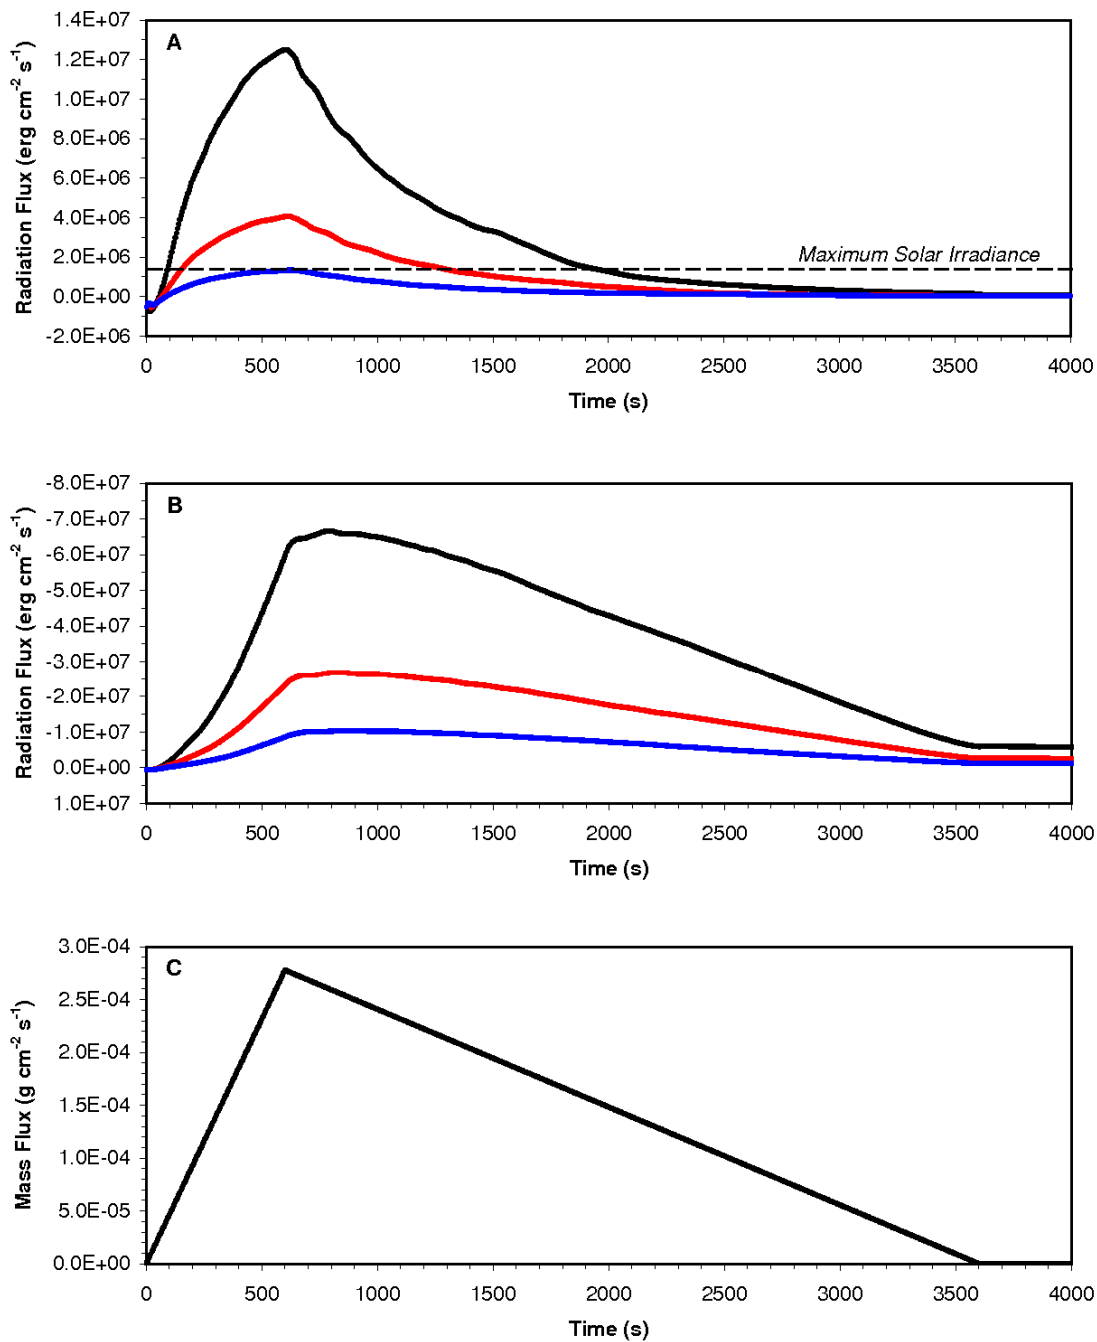 A
1.4E+07
1.2E+07
1.0E+07
8.0E+06
6.0E+06
4.0E+06
2.0E+06
0.0E+00
-2.0E+06
Radiation Flux (erg cm⁻² s⁻¹)
Maximum Solar Irradiance
0 500 1000 1500 2000 2500 3000 3500 4000
Time (s)
B
-8.0E+07
-7.0E+07
-6.0E+07
-5.0E+07
-4.0E+07
-3.0E+07
-2.0E+07
-1.0E+07
0.0E+00
1.0E+07
Radiation Flux (erg cm⁻² s⁻¹)
0 500 1000 1500 2000 2500 3000 3500 4000
Time (s)
C
3.0E-04
2.5E-04
2.0E-04
1.5E-04
1.0E-04
5.0E-05
0.0E+00
Mass Flux (g cm⁻² s⁻¹)
0 500 1000 1500 2000 2500 3000 3500 4000
Time (s)